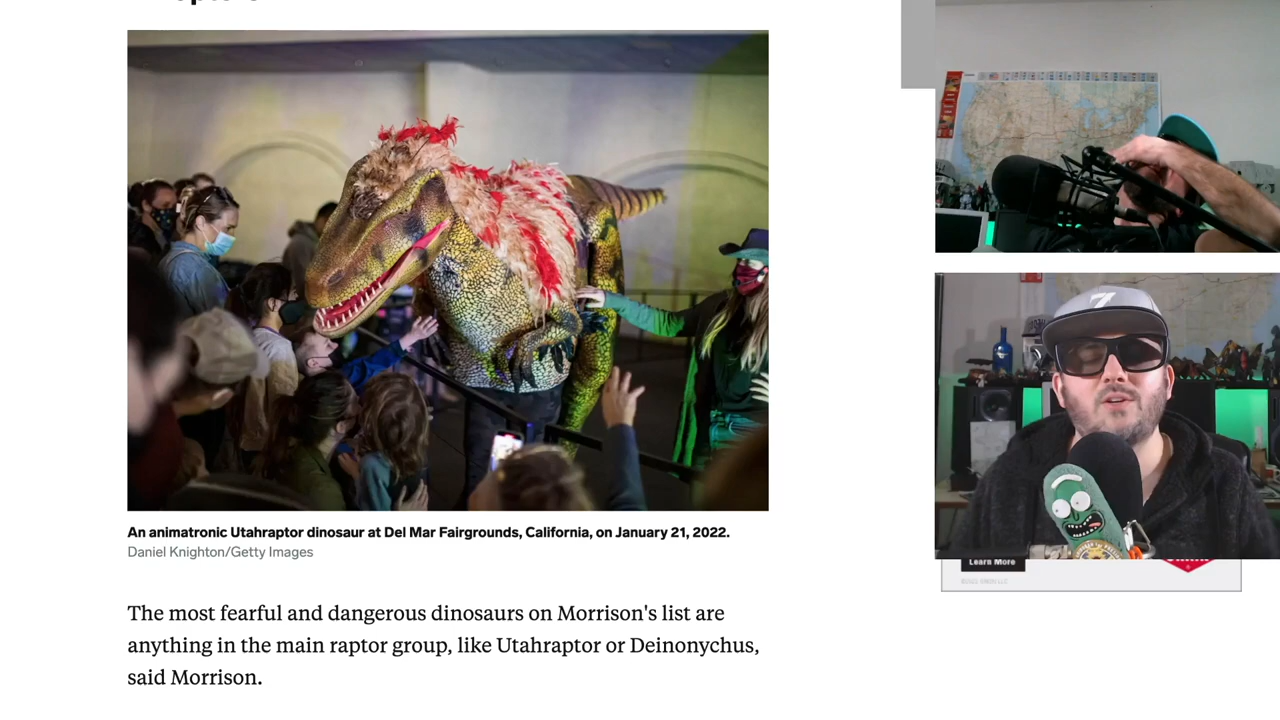 An animatronic Utahraptor dinosaur at Del Mar Fairgrounds, California, on January 21, 2022.
Daniel Knighton/Getty Images
The most fearful and dangerous dinosaurs on Morrison's list are
anything in the main raptor group, like Utahraptor or Deinonychus,
said Morrison.
7
Learn More